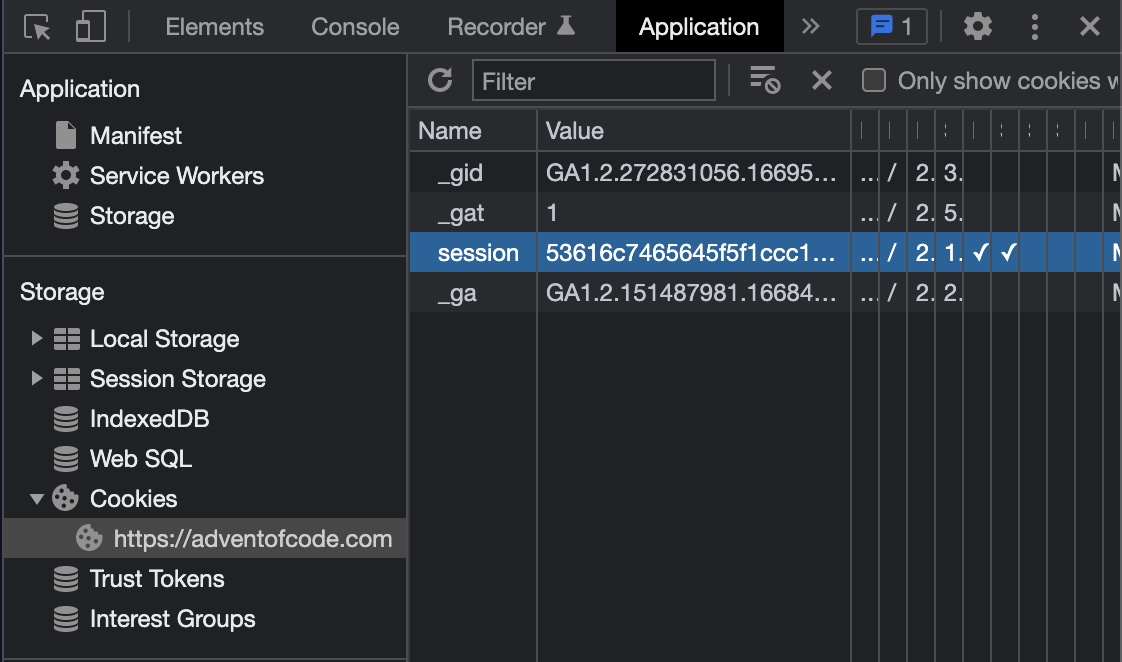 Elements Console Recorder Application 1
Application
Manifest
Service Workers
Storage
Storage
Local Storage
Session Storage
IndexedDB
Web SQL
Cookies
https://adventofcode.com
Trust Tokens
Interest Groups
Filter Only show cookies w
Name Value
_gid GA1.2.272831056.16695... ... / 2. 3. M
_gat 1 ... / 2. 5. M
session 53616c7465645f5f1ccc1... ... / 2. 1. ✓ ✓ M
_ga GA1.2.151487981.16684... ... / 2. 2. M